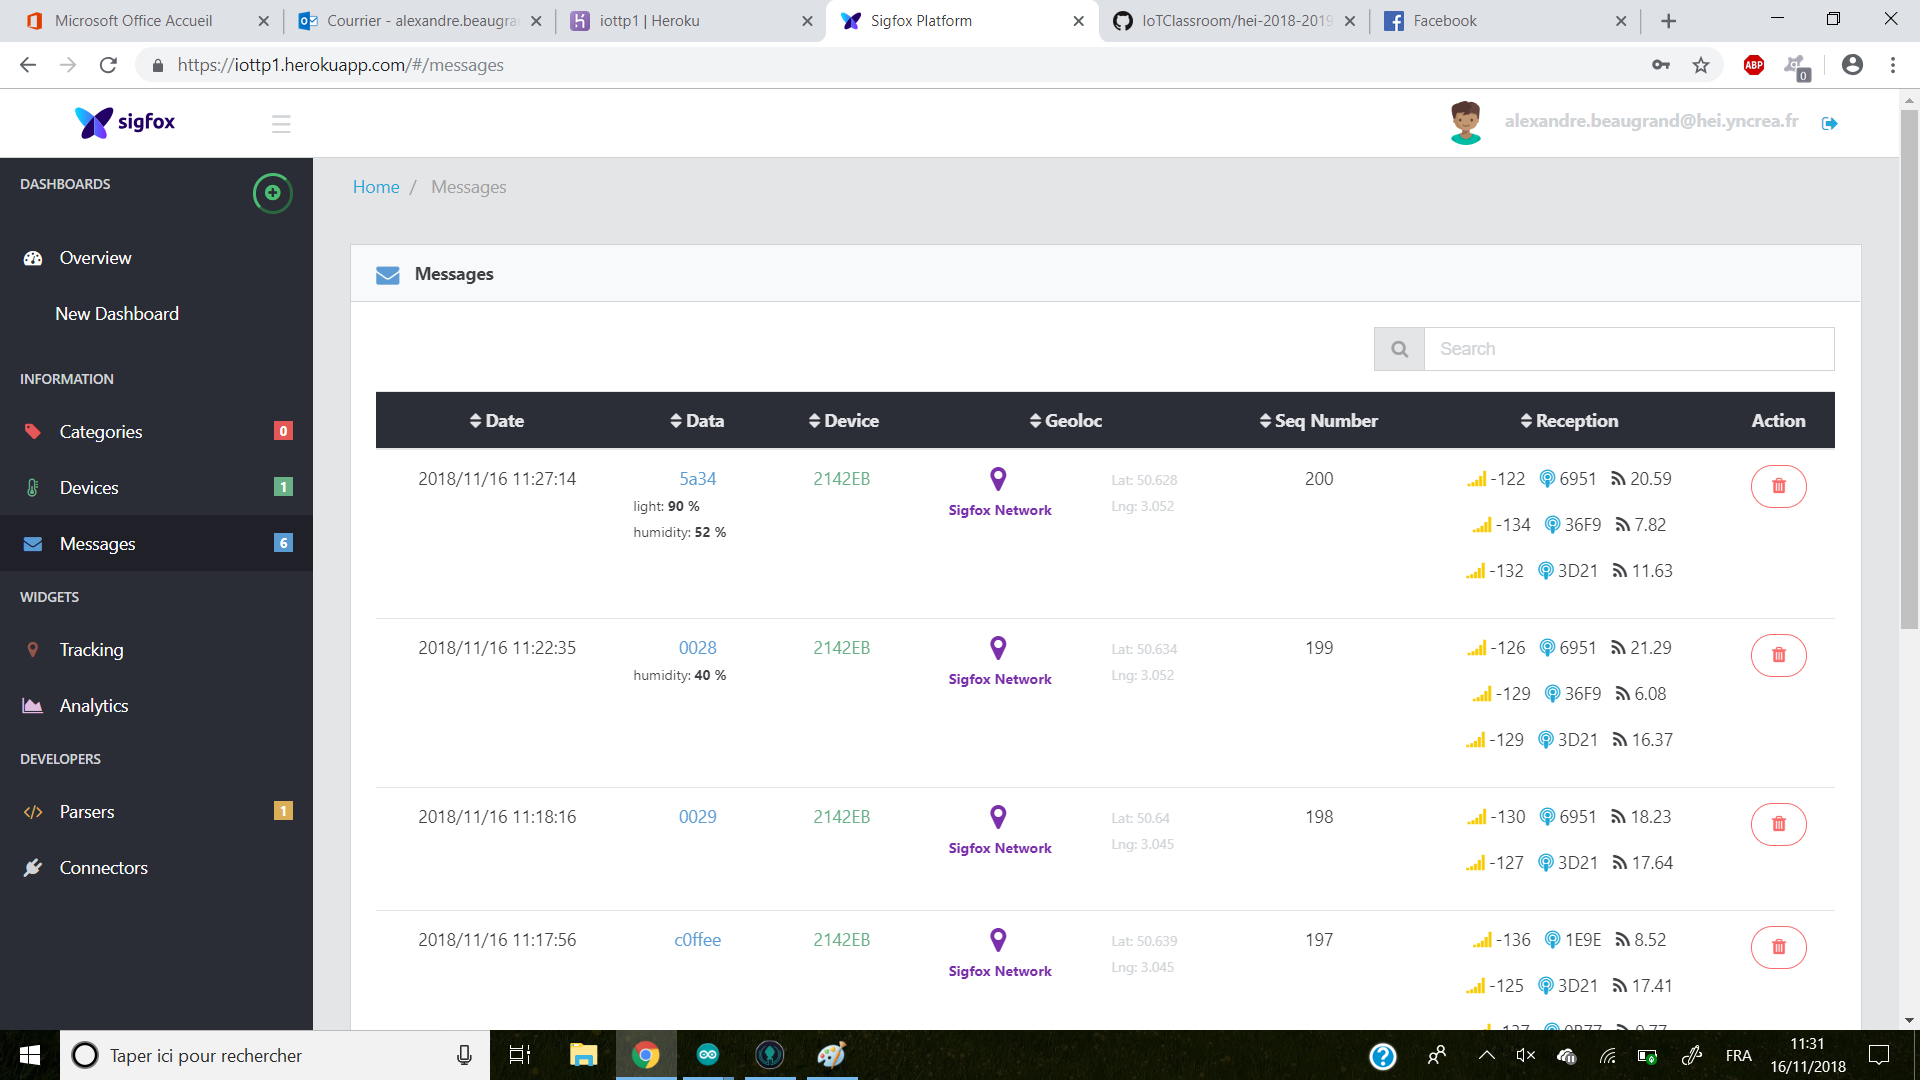 Microsoft Office Accueil
Courrier - alexandre.beaugra
iottp1 | Heroku
Sigfox Platform
IoTClassroom/hei-2018-2019
Facebook
https://iottp1.herokuapp.com/#/messages
ABP
0
sigfox
alexandre.beaugrand@hei.yncrea.fr
DASHBOARDS
Overview
New Dashboard
INFORMATION
Categories 0
Devices 1
Messages 6
WIDGETS
Tracking
Analytics
DEVELOPERS
Parsers 1
Connectors
Home / Messages
Messages
Search
Date Data Device Geoloc Seq Number Reception Action
2018/11/16 11:27:14 5a34 2142EB Lat: 50.628 200 -122 6951 20.59
light: 90 % Sigfox Network Lng: 3.052
humidity: 52 % -134 36F9 7.82
-132 3D21 11.63
2018/11/16 11:22:35 0028 2142EB Lat: 50.634 199 -126 6951 21.29
humidity: 40 % Sigfox Network Lng: 3.052
-129 36F9 6.08
-129 3D21 16.37
2018/11/16 11:18:16 0029 2142EB Lat: 50.64 198 -130 6951 18.23
Sigfox Network Lng: 3.045
-127 3D21 17.64
2018/11/16 11:17:56 c0ffee 2142EB Lat: 50.639 197 -136 1E9E 8.52
Sigfox Network Lng: 3.045
-125 3D21 17.41
Taper ici pour rechercher
FRA
11:31
16/11/2018